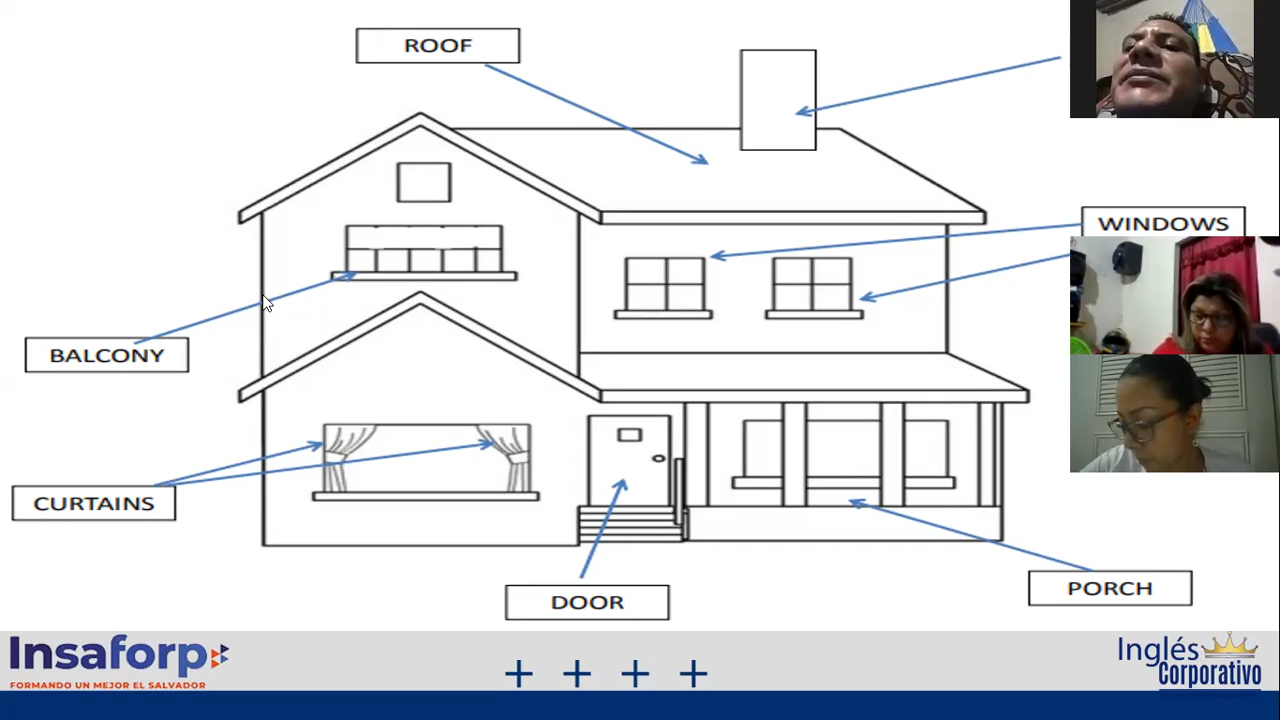 ROOF
WINDOWS
BALCONY
CURTAINS
DOOR
PORCH
Insaforp
FORMANDO UN MEJOR EL SALVADOR
Inglés
Corporativo